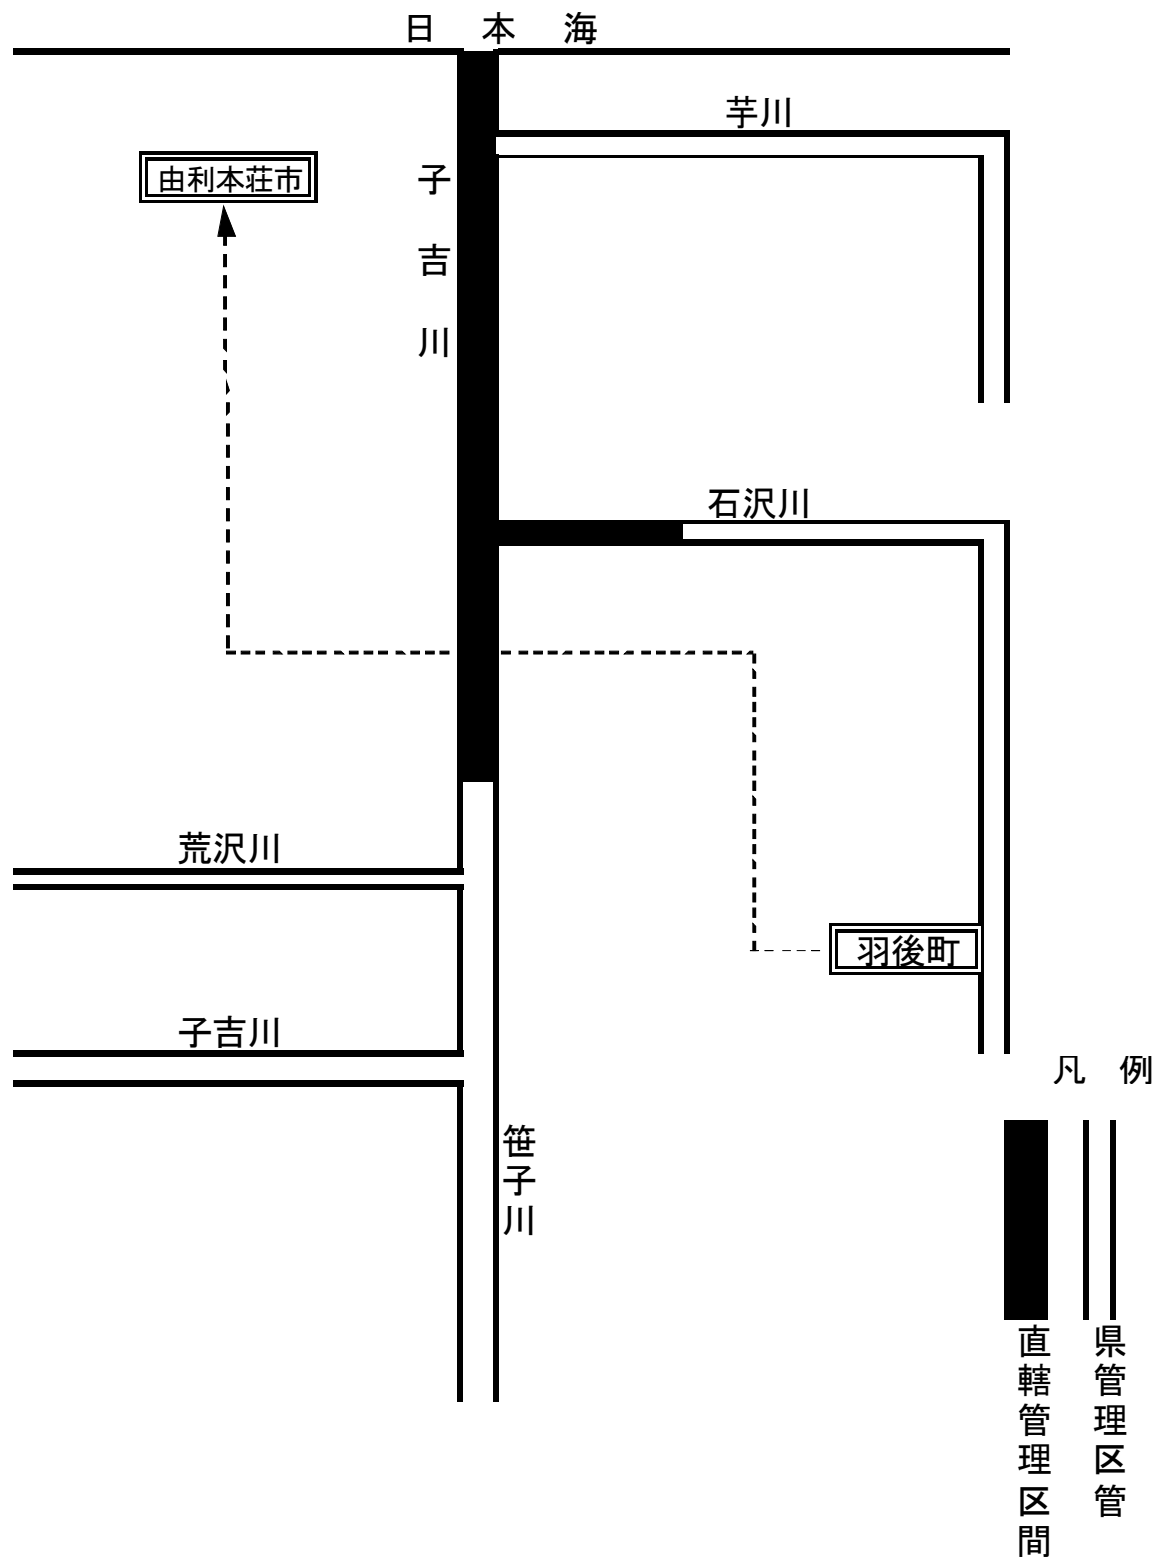 日本海
芋川
由利本荘市
子吉川
石沢川
荒沢川
羽後町
子吉川
笹子川
凡例
直轄管理区間
県管理区管